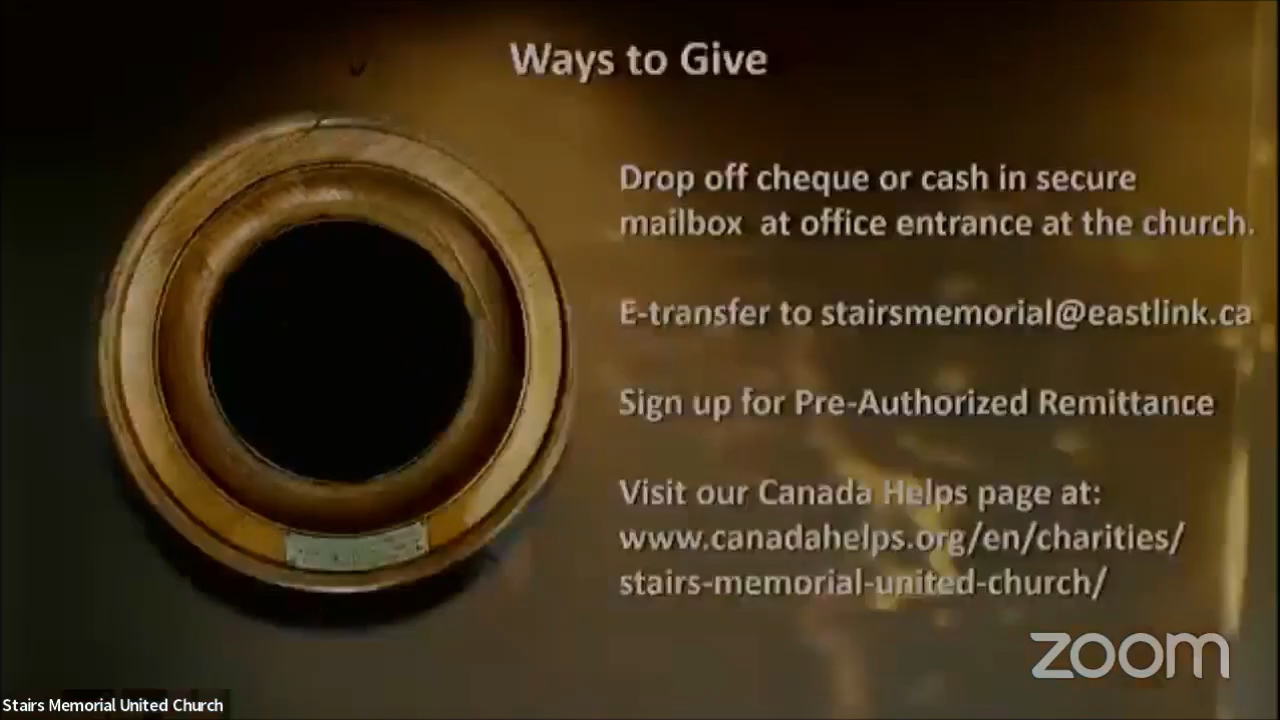 Ways to Give
Drop off cheque or cash in secure
mailbox at office entrance at the church.
E-transfer to stairsmemorial@eastlink.ca
Sign up for Pre-Authorized Remittance
Visit our Canada Helps page at:
www.canadahelps.org/en/charities/
stairs-memorial-united-church/
zoom
Stairs Memorial United Church